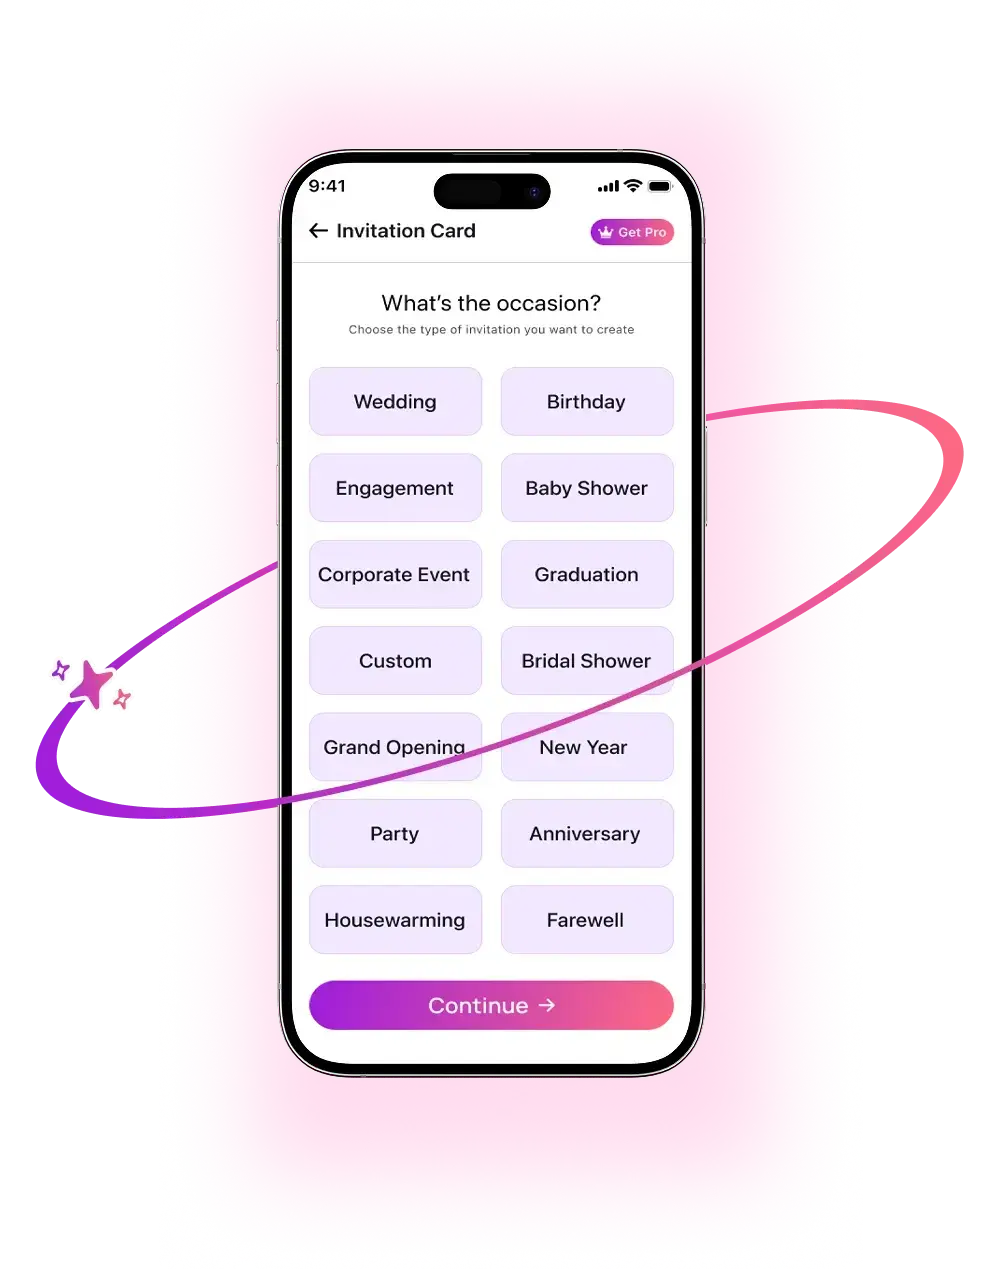 9:41
Invitation Card
Get Pro
What's the occasion?
Choose the type of invitation you want to create
Wedding
Birthday
Engagement
Baby Shower
Corporate Event
Graduation
Custom
Bridal Shower
Grand Opening
New Year
Party
Anniversary
Housewarming
Farewell
Continue →